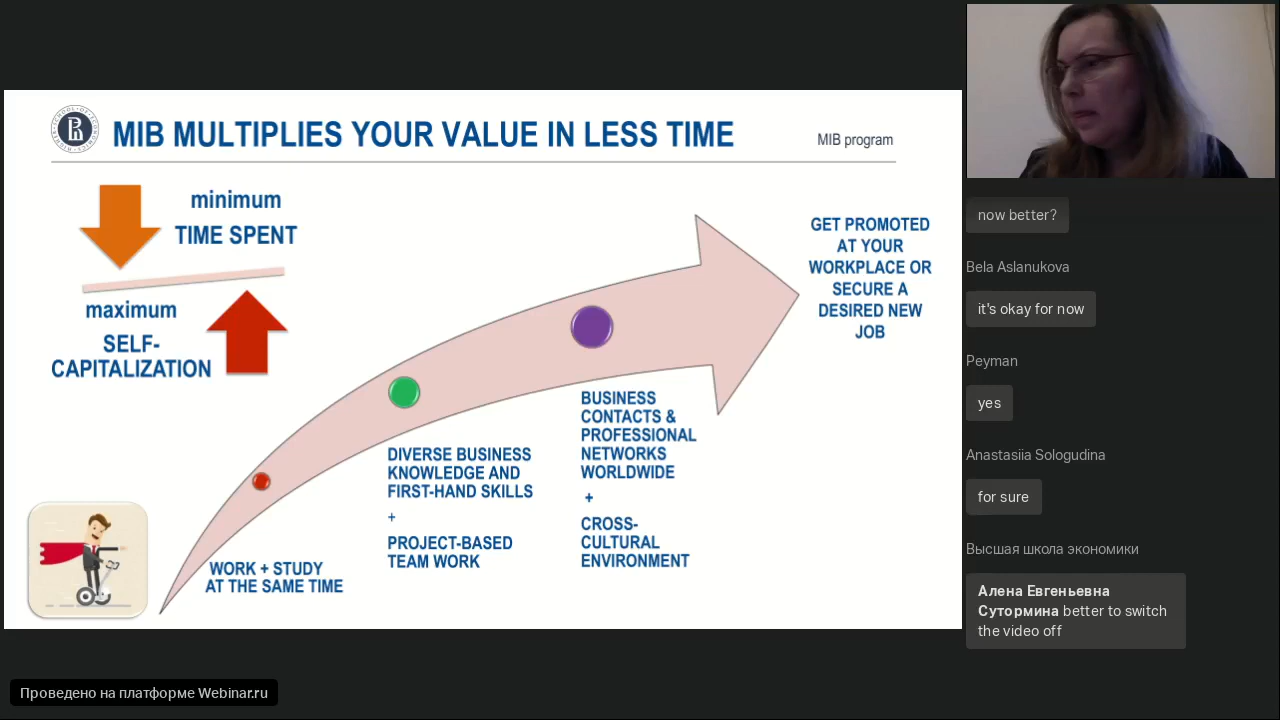 MIB MULTIPLIES YOUR VALUE IN LESS TIME
MIB program
minimum
TIME SPENT
maximum
SELF-
CAPITALIZATION
WORK + STUDY
AT THE SAME TIME
DIVERSE BUSINESS
KNOWLEDGE AND
FIRST-HAND SKILLS
+
PROJECT-BASED
TEAM WORK
BUSINESS
CONTACTS &
PROFESSIONAL
NETWORKS
WORLDWIDE
+
CROSS-
CULTURAL
ENVIRONMENT
GET PROMOTED
AT YOUR
WORKPLACE OR
SECURE A
DESIRED NEW
JOB
now better?
Bela Aslanukova
it's okay for now
Peyman
yes
Anastasiia Sologudina
for sure
Высшая школа экономики
Алена Евгеньевна
Сутормина better to switch
the video off
Проведено на платформе Webinar.ru